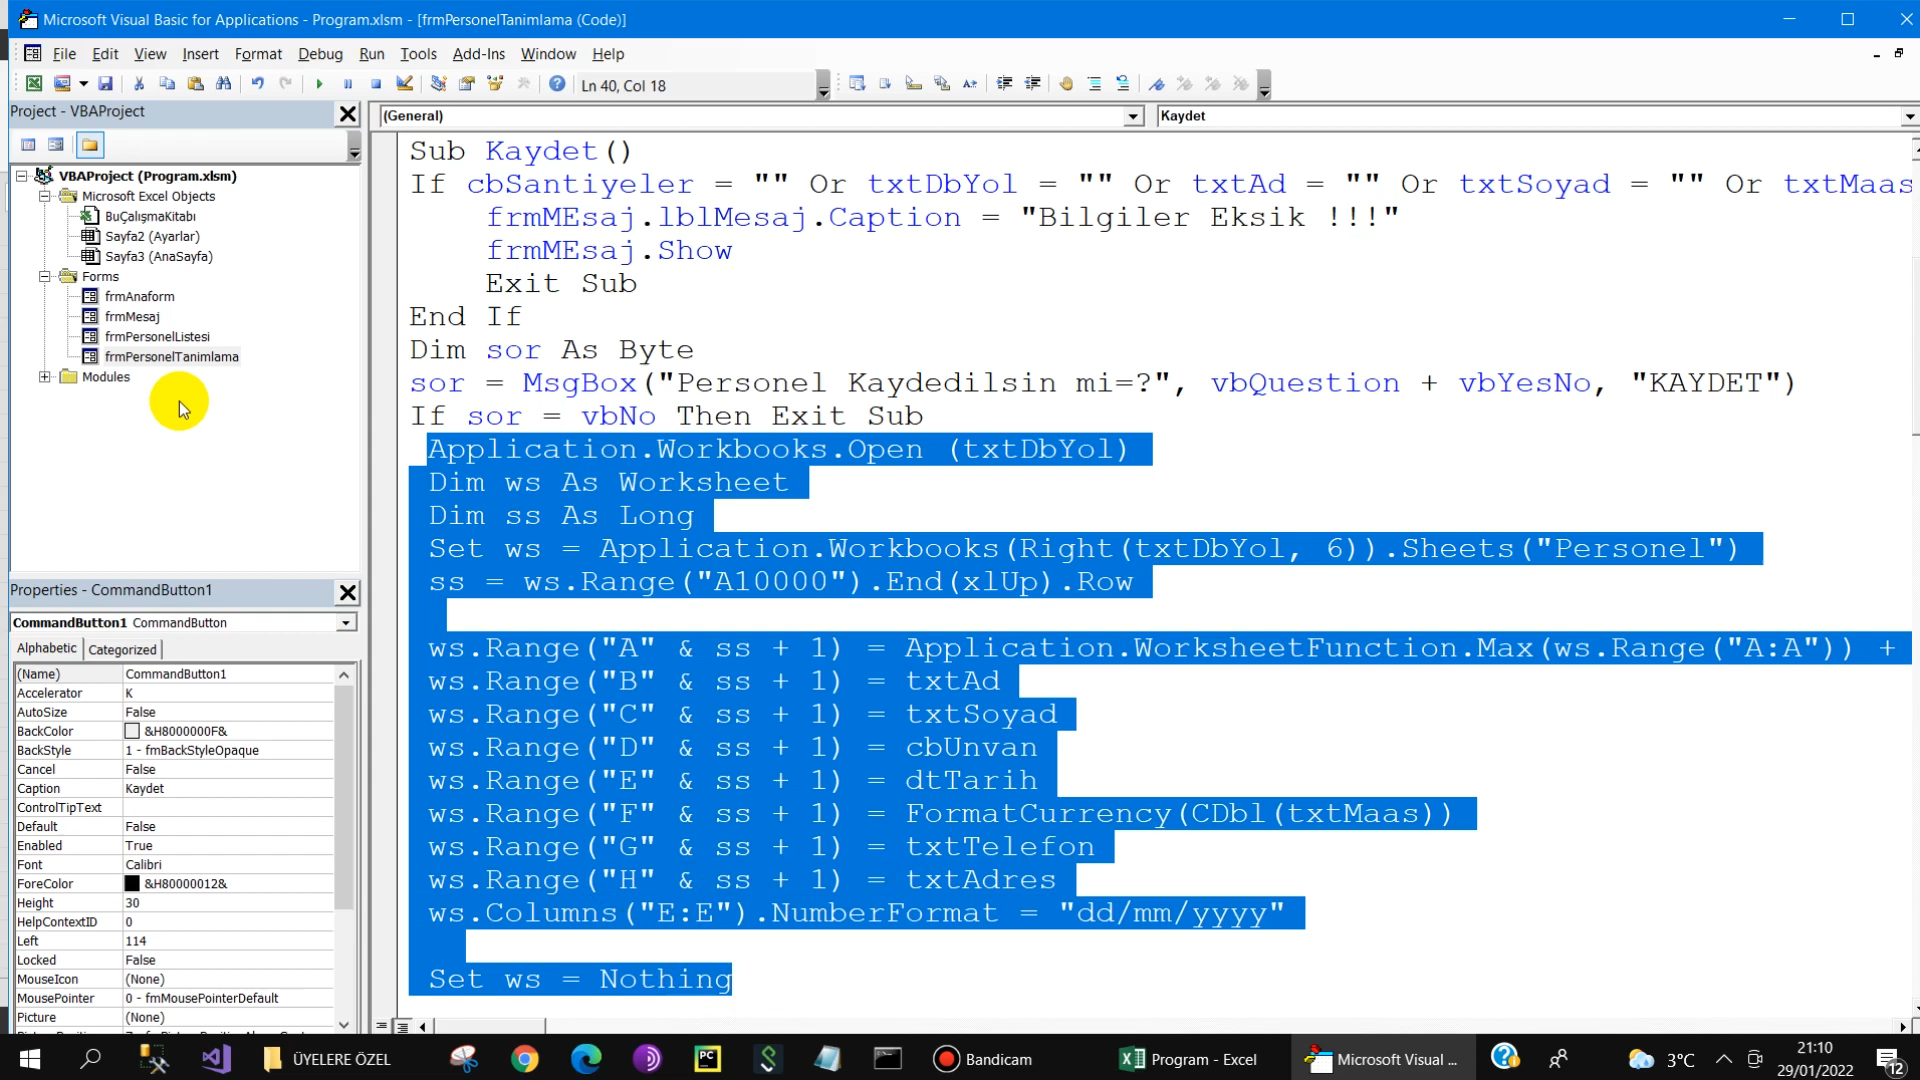 Microsoft Visual Basic for Applications - Program.xlsm - [frmPersonelTanimlama (Code)]
File Edit View Insert Format Debug Run Tools Add-Ins Window Help
Ln 40, Col 18
Project - VBAProject
(General)
Kaydet
VBAProject (Program.xlsm)
Microsoft Excel Objects
BuÇalışmaKitabı
Sayfa2 (Ayarlar)
Sayfa3 (AnaSayfa)
Forms
frmAnaform
frmMesaj
frmPersonelListesi
frmPersonelTanimlama
Modules
Sub Kaydet()
If cbSantiyeler = "" Or txtDbYol = "" Or txtAd = "" Or txtSoyad = "" Or txtMaas
frmMEsaj.lblMesaj.Caption = "Bilgiler Eksik !!!"
frmMEsaj.Show
Exit Sub
End If
Dim sor As Byte
sor = MsgBox("Personel Kaydedilsin mi=?", vbQuestion + vbYesNo, "KAYDET")
If sor = vbNo Then Exit Sub
Application.Workbooks.Open (txtDbYol)
Dim ws As Worksheet
Dim ss As Long
Set ws = Application.Workbooks(Right(txtDbYol, 6)).Sheets("Personel")
ss = ws.Range("A10000").End(xlUp).Row
ws.Range("A" & ss + 1) = Application.WorksheetFunction.Max(ws.Range("A:A")) +
ws.Range("B" & ss + 1) = txtAd
ws.Range("C" & ss + 1) = txtSoyad
ws.Range("D" & ss + 1) = cbUnvan
ws.Range("E" & ss + 1) = dtTarih
ws.Range("F" & ss + 1) = FormatCurrency(CDbl(txtMaas))
ws.Range("G" & ss + 1) = txtTelefon
ws.Range("H" & ss + 1) = txtAdres
ws.Columns("E:E").NumberFormat = "dd/mm/yyyy"
Set ws = Nothing
Properties - CommandButton1
CommandButton1 CommandButton
Alphabetic Categorized
(Name) CommandButton1
Accelerator K
AutoSize False
BackColor &H8000000F&
BackStyle 1 - fmBackStyleOpaque
Cancel False
Caption Kaydet
ControlTipText
Default False
Enabled True
Font Calibri
ForeColor &H80000012&
Height 30
HelpContextID 0
Left 114
Locked False
MouseIcon (None)
MousePointer 0 - fmMousePointerDefault
Picture (None)
ÜYELERE ÖZEL
PC
Bandicam
Program - Excel
Microsoft Visual ...
3°C
21:10
29/01/2022
12